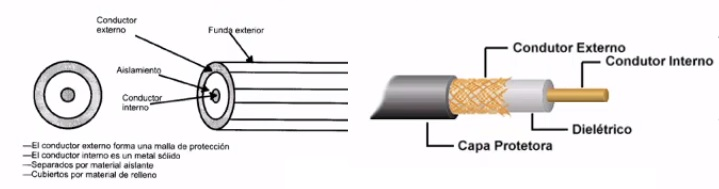 Conductor
externo
Funda exterior
Aislamiento
Conductor
interno
—El conductor externo forma una malla de protección
—El conductor interno es un metal sólido
—Separados por material aislante
—Cubiertos por material de relleno
Condutor Externo
Condutor Interno
Dielétrico
Capa Protetora